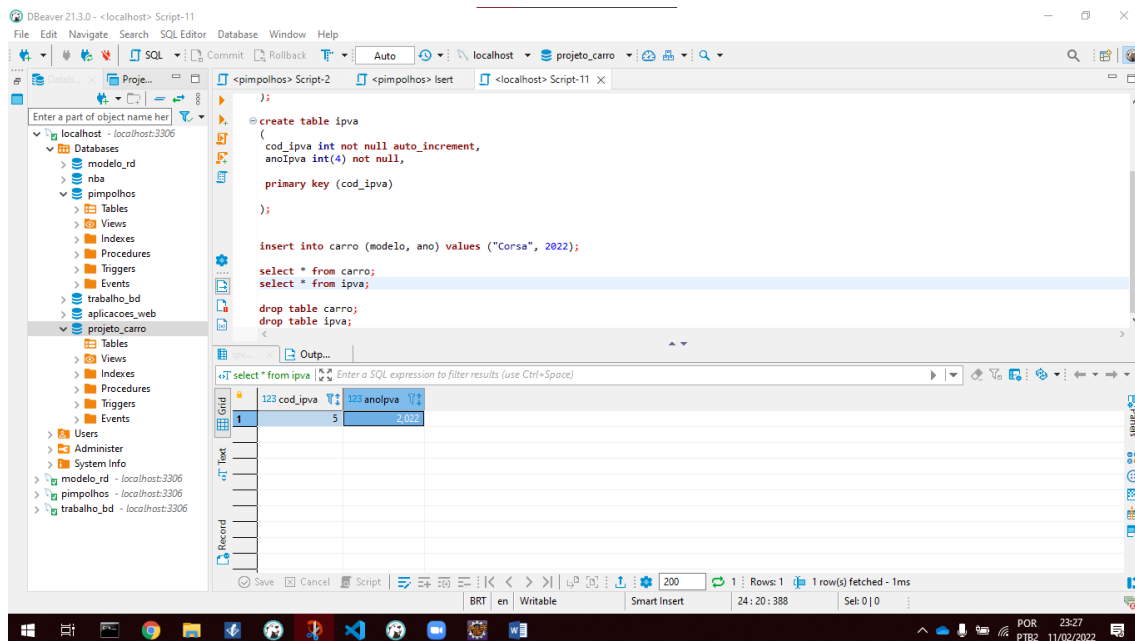 DBeaver 21.3.0 - <localhost> Script-11
File Edit Navigate Search SQL Editor Database Window Help
SQL Commit Rollback Auto localhost projeto_carro
Datab... Proje... <pimpolhos> Script-2 <pimpolhos> Isert <localhost> Script-11
Enter a part of object name her
localhost - localhost:3306
Databases
modelo_rd
nba
pimpolhos
Tables
Views
Indexes
Procedures
Triggers
Events
trabalho_bd
aplicacoes_web
projeto_carro
Tables
Views
Indexes
Procedures
Triggers
Events
Users
Administer
System Info
modelo_rd - localhost:3306
pimpolhos - localhost:3306
trabalho_bd - localhost:3306
);
create table ipva
(
cod_ipva int not null auto_increment,
anoIpva int(4) not null,
primary key (cod_ipva)
);
insert into carro (modelo, ano) values ("Corsa", 2022);
select * from carro;
select * from ipva;
drop table carro;
drop table ipva;
Outp...
select * from ipva Enter a SQL expression to filter results (use Ctrl+Space)
Grid
Text
Record
123 cod_ipva 123 anoIpva
1 5 2,022
Panels
Save Cancel Script 200 1 Rows: 1 1 row(s) fetched - 1ms
BRT en Writable Smart Insert 24 : 20 : 388 Sel: 0 | 0
POR 23:27
PTB2 11/02/2022